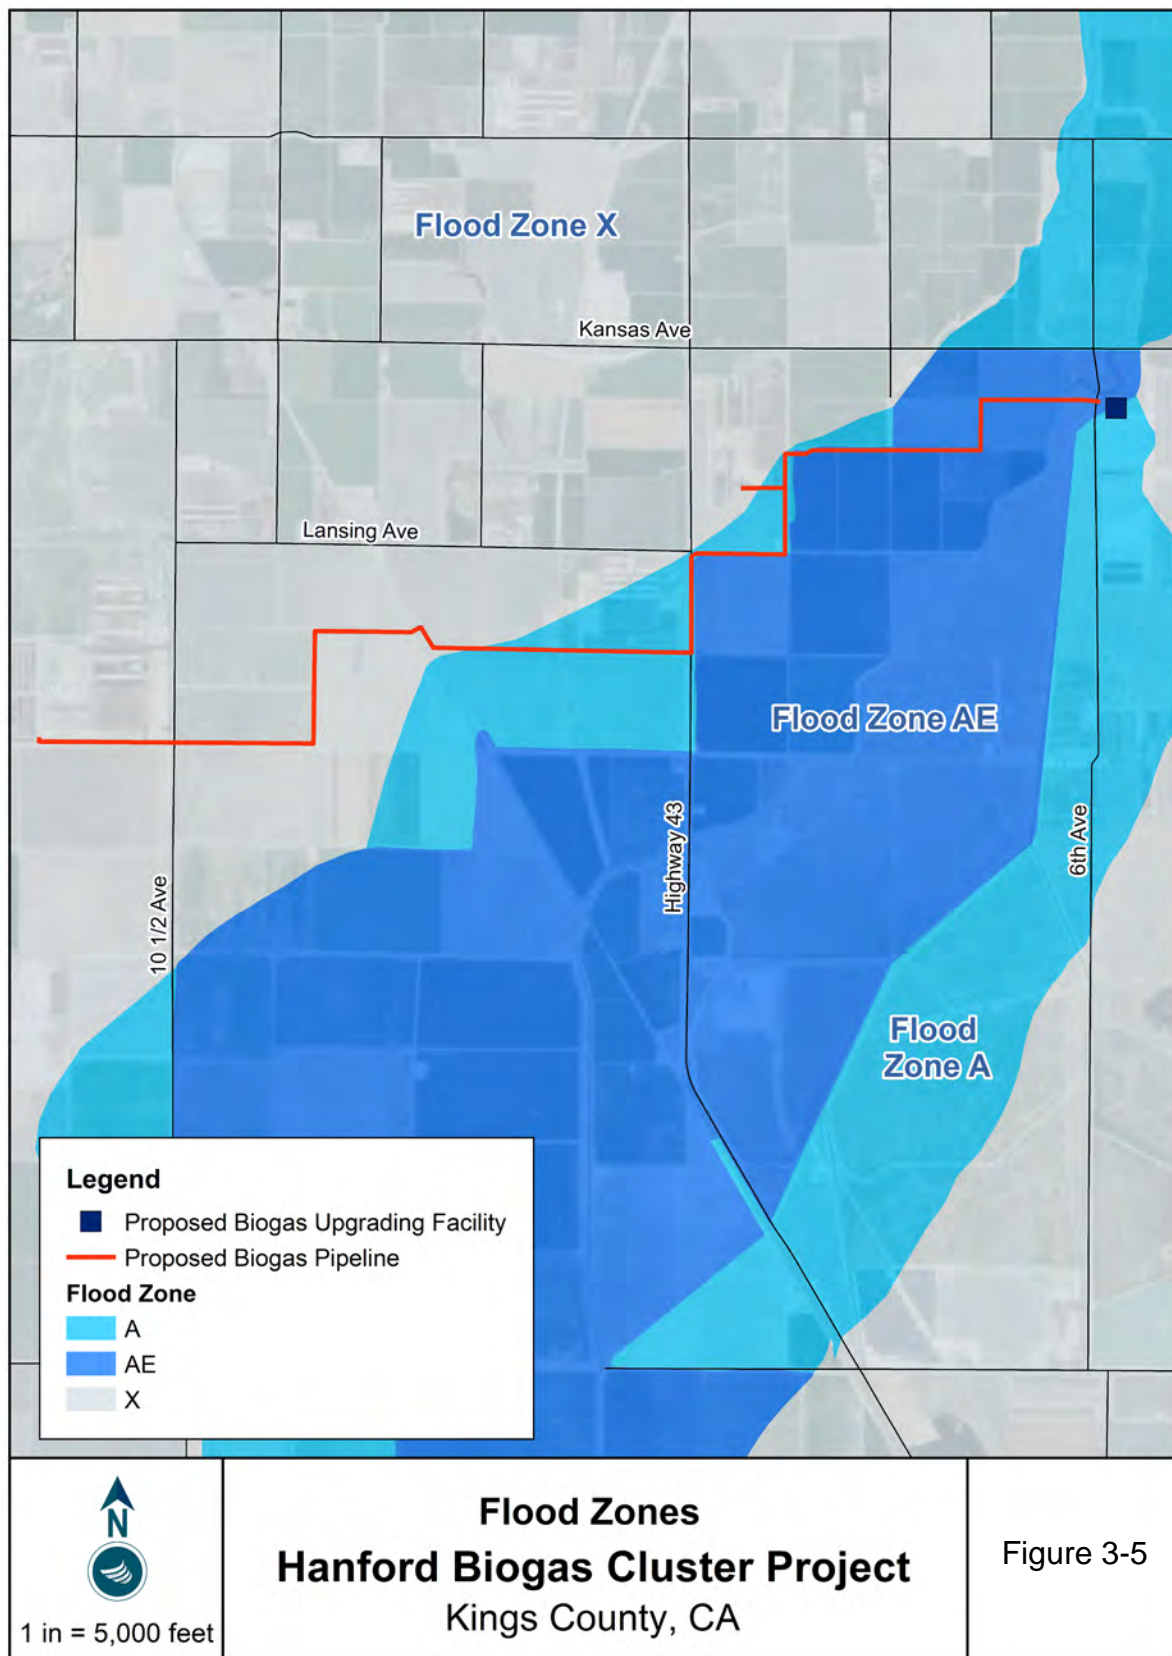 Flood Zone X
Kansas Ave
Lansing Ave
Flood Zone AE
Highway 43
6th Ave
10 1/2 Ave
Flood
Zone A
Legend
Proposed Biogas Upgrading Facility
Proposed Biogas Pipeline
Flood Zone
A
AE
X
N
1 in = 5,000 feet
Flood Zones
Hanford Biogas Cluster Project
Kings County, CA
Figure 3-5